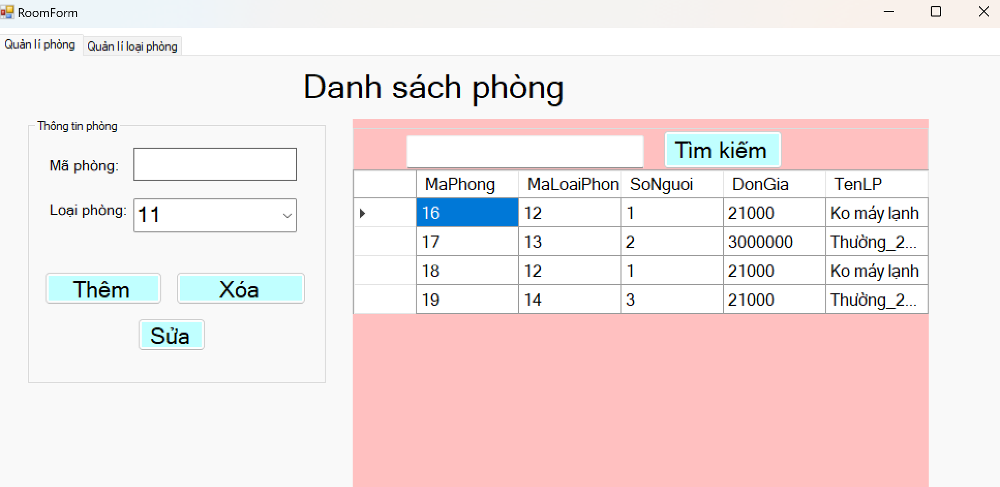 RoomForm
Quản lí phòng
Quản lí loại phòng
Danh sách phòng
Thông tin phòng
Mã phòng:
Loại phòng: 11
Thêm Xóa
Sửa
Tìm kiếm
MaPhong MaLoaiPhon SoNguoi DonGia TenLP
16 12 1 21000 Ko máy lạnh
17 13 2 3000000 Thường_2...
18 12 1 21000 Ko máy lạnh
19 14 3 21000 Thường_2...